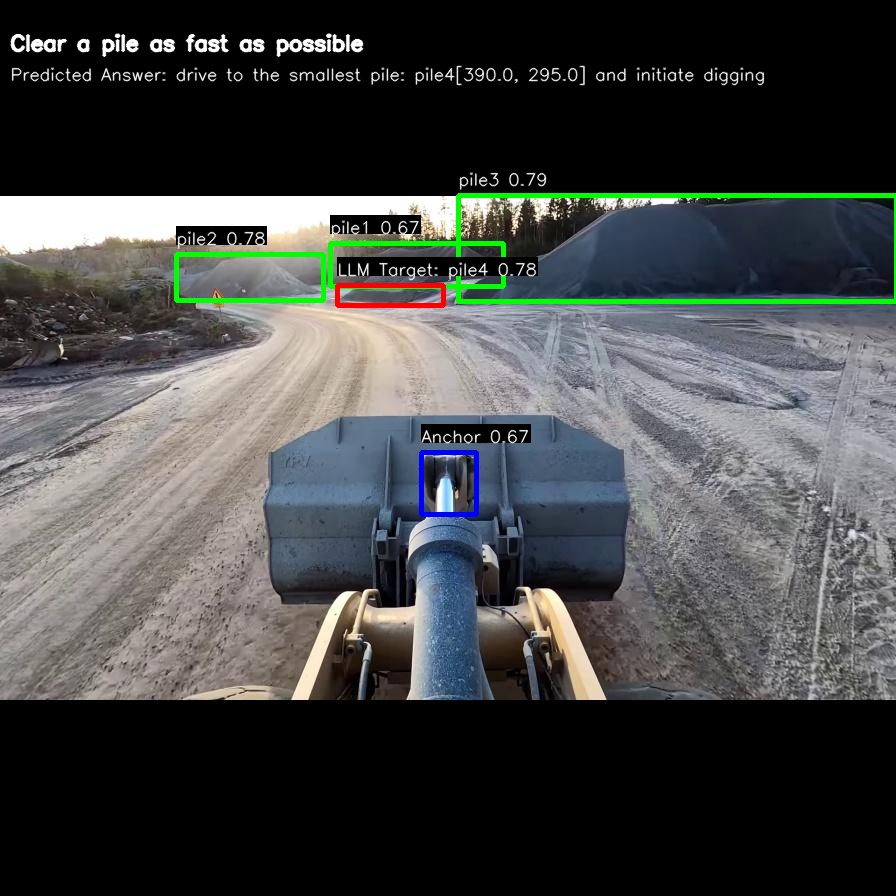 Clear a pile as fast as possible
Predicted Answer: drive to the smallest pile: pile4[390.0, 295.0] and initiate digging
pile3 0.79
pile1 0.67
pile2 0.78
LLM Target: pile4 0.78
Anchor 0.67